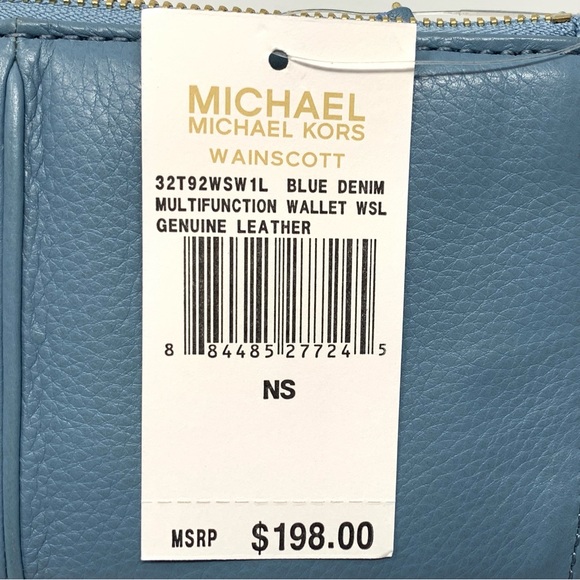 MICHAEL
MICHAEL KORS
WAINSCOTT
32T92WSW1L BLUE DENIM
MULTIFUNCTION WALLET WSL
GENUINE LEATHER
8 84485 27724 5
NS
MSRP $198.00